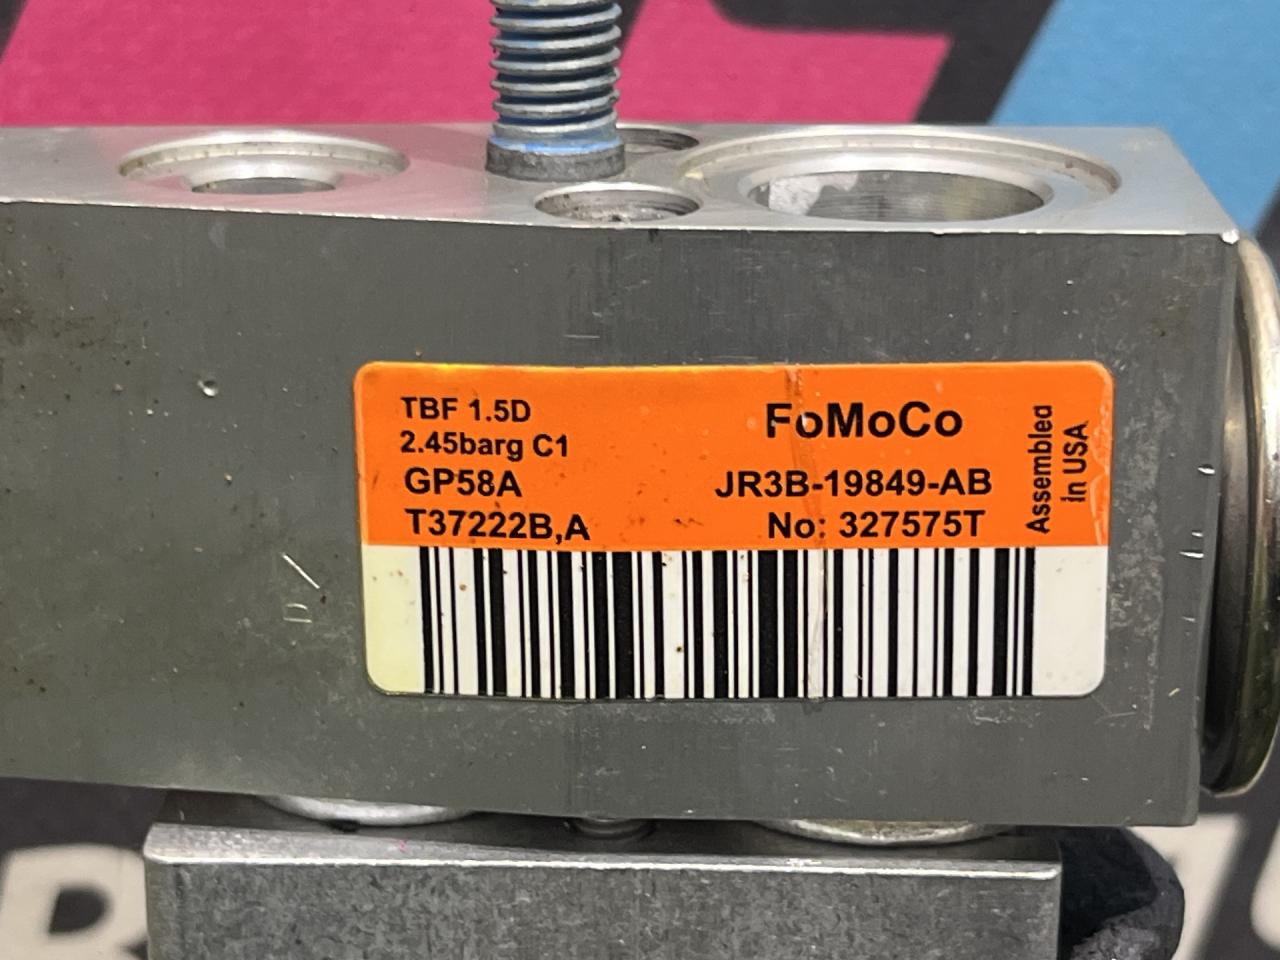 TBF 1.5D
2.45barg C1
GP58A
T37222B,A
FoMoCo
JR3B-19849-AB
No: 327575T
Assembled
in USA
D
R